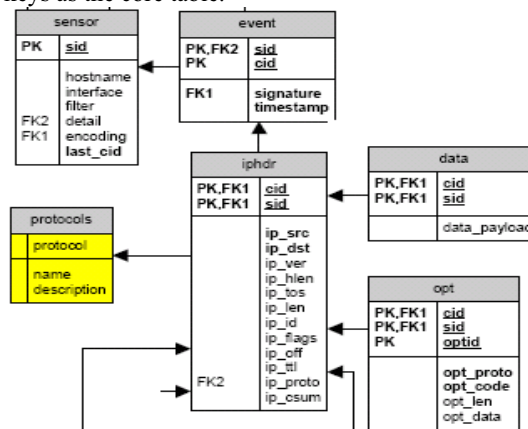 keys as the core table.
sensor
PK sid
hostname
interface
filter
FK2 detail
FK1 encoding
last_cid
event
PK,FK2 sid
PK cid
FK1 signature
timestamp
iphdr
PK,FK1 cid
PK,FK1 sid
ip_src
ip_dst
ip_ver
ip_hlen
ip_tos
ip_len
ip_id
ip_flags
ip_off
ip_ttl
FK2 ip_proto
ip_csum
protocols
protocol
name
description
data
PK,FK1 cid
PK,FK1 sid
data_payload
opt
PK,FK1 cid
PK,FK1 sid
PK optid
opt_proto
opt_code
opt_len
opt_data